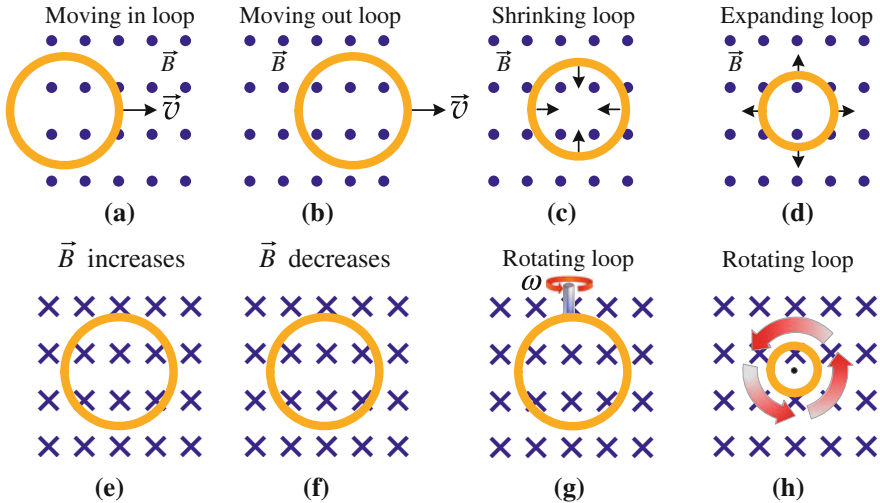 Moving in loop
Moving out loop
Shrinking loop
Expanding loop
B⃗
B⃗
B⃗
B⃗
v⃗
v⃗
(a)
(b)
(c)
(d)
B⃗ increases
B⃗ decreases
Rotating loop
Rotating loop
ω
(e)
(f)
(g)
(h)